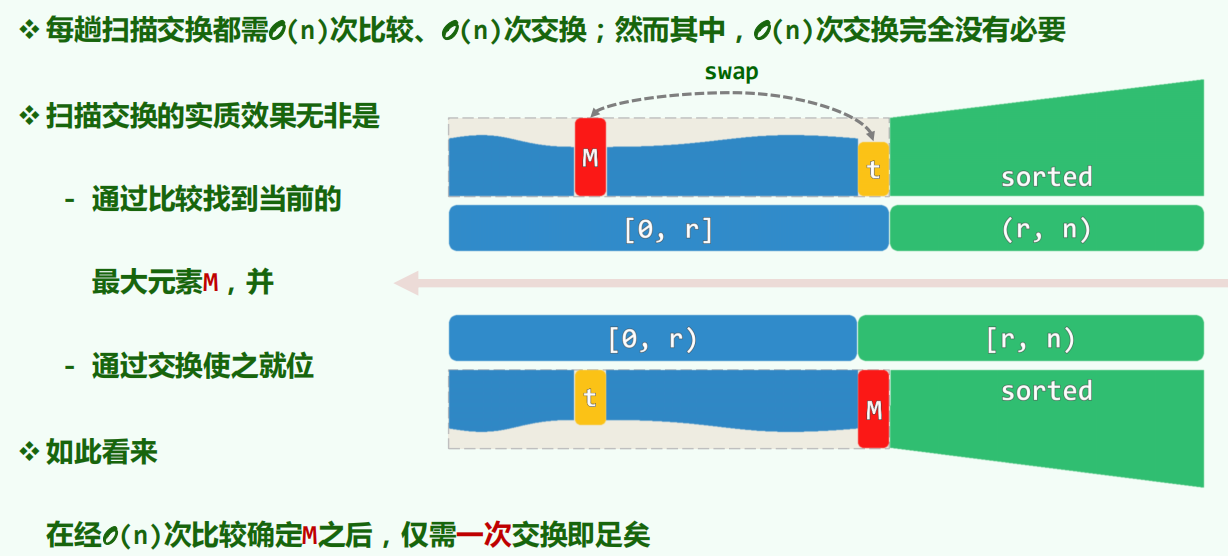 ❖ 每趟扫描交换都需𝒪(n)次比较、𝒪(n)次交换；然而其中，𝒪(n)次交换完全没有必要
swap
❖ 扫描交换的实质效果无非是
M
t
sorted
- 通过比较找到当前的
[0, r]
(r, n)
最大元素M，并
[0, r)
[r, n)
- 通过交换使之就位
t
M
sorted
❖ 如此看来
在经𝒪(n)次比较确定M之后，仅需一次交换即足矣